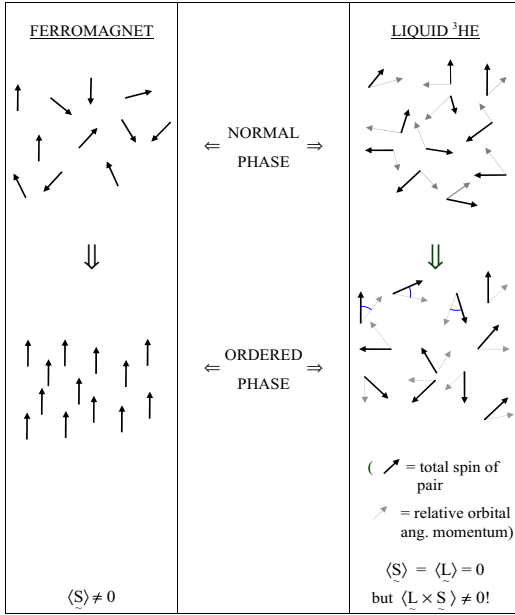 FERROMAGNET
LIQUID ³HE
⇐ NORMAL ⇒
PHASE
⇐ ORDERED ⇒
PHASE
( = total spin of
pair
= relative orbital
ang. momentum)
⟨S⟩ = ⟨L⟩ = 0
⟨S⟩ ≠ 0
but ⟨L × S⟩ ≠ 0!